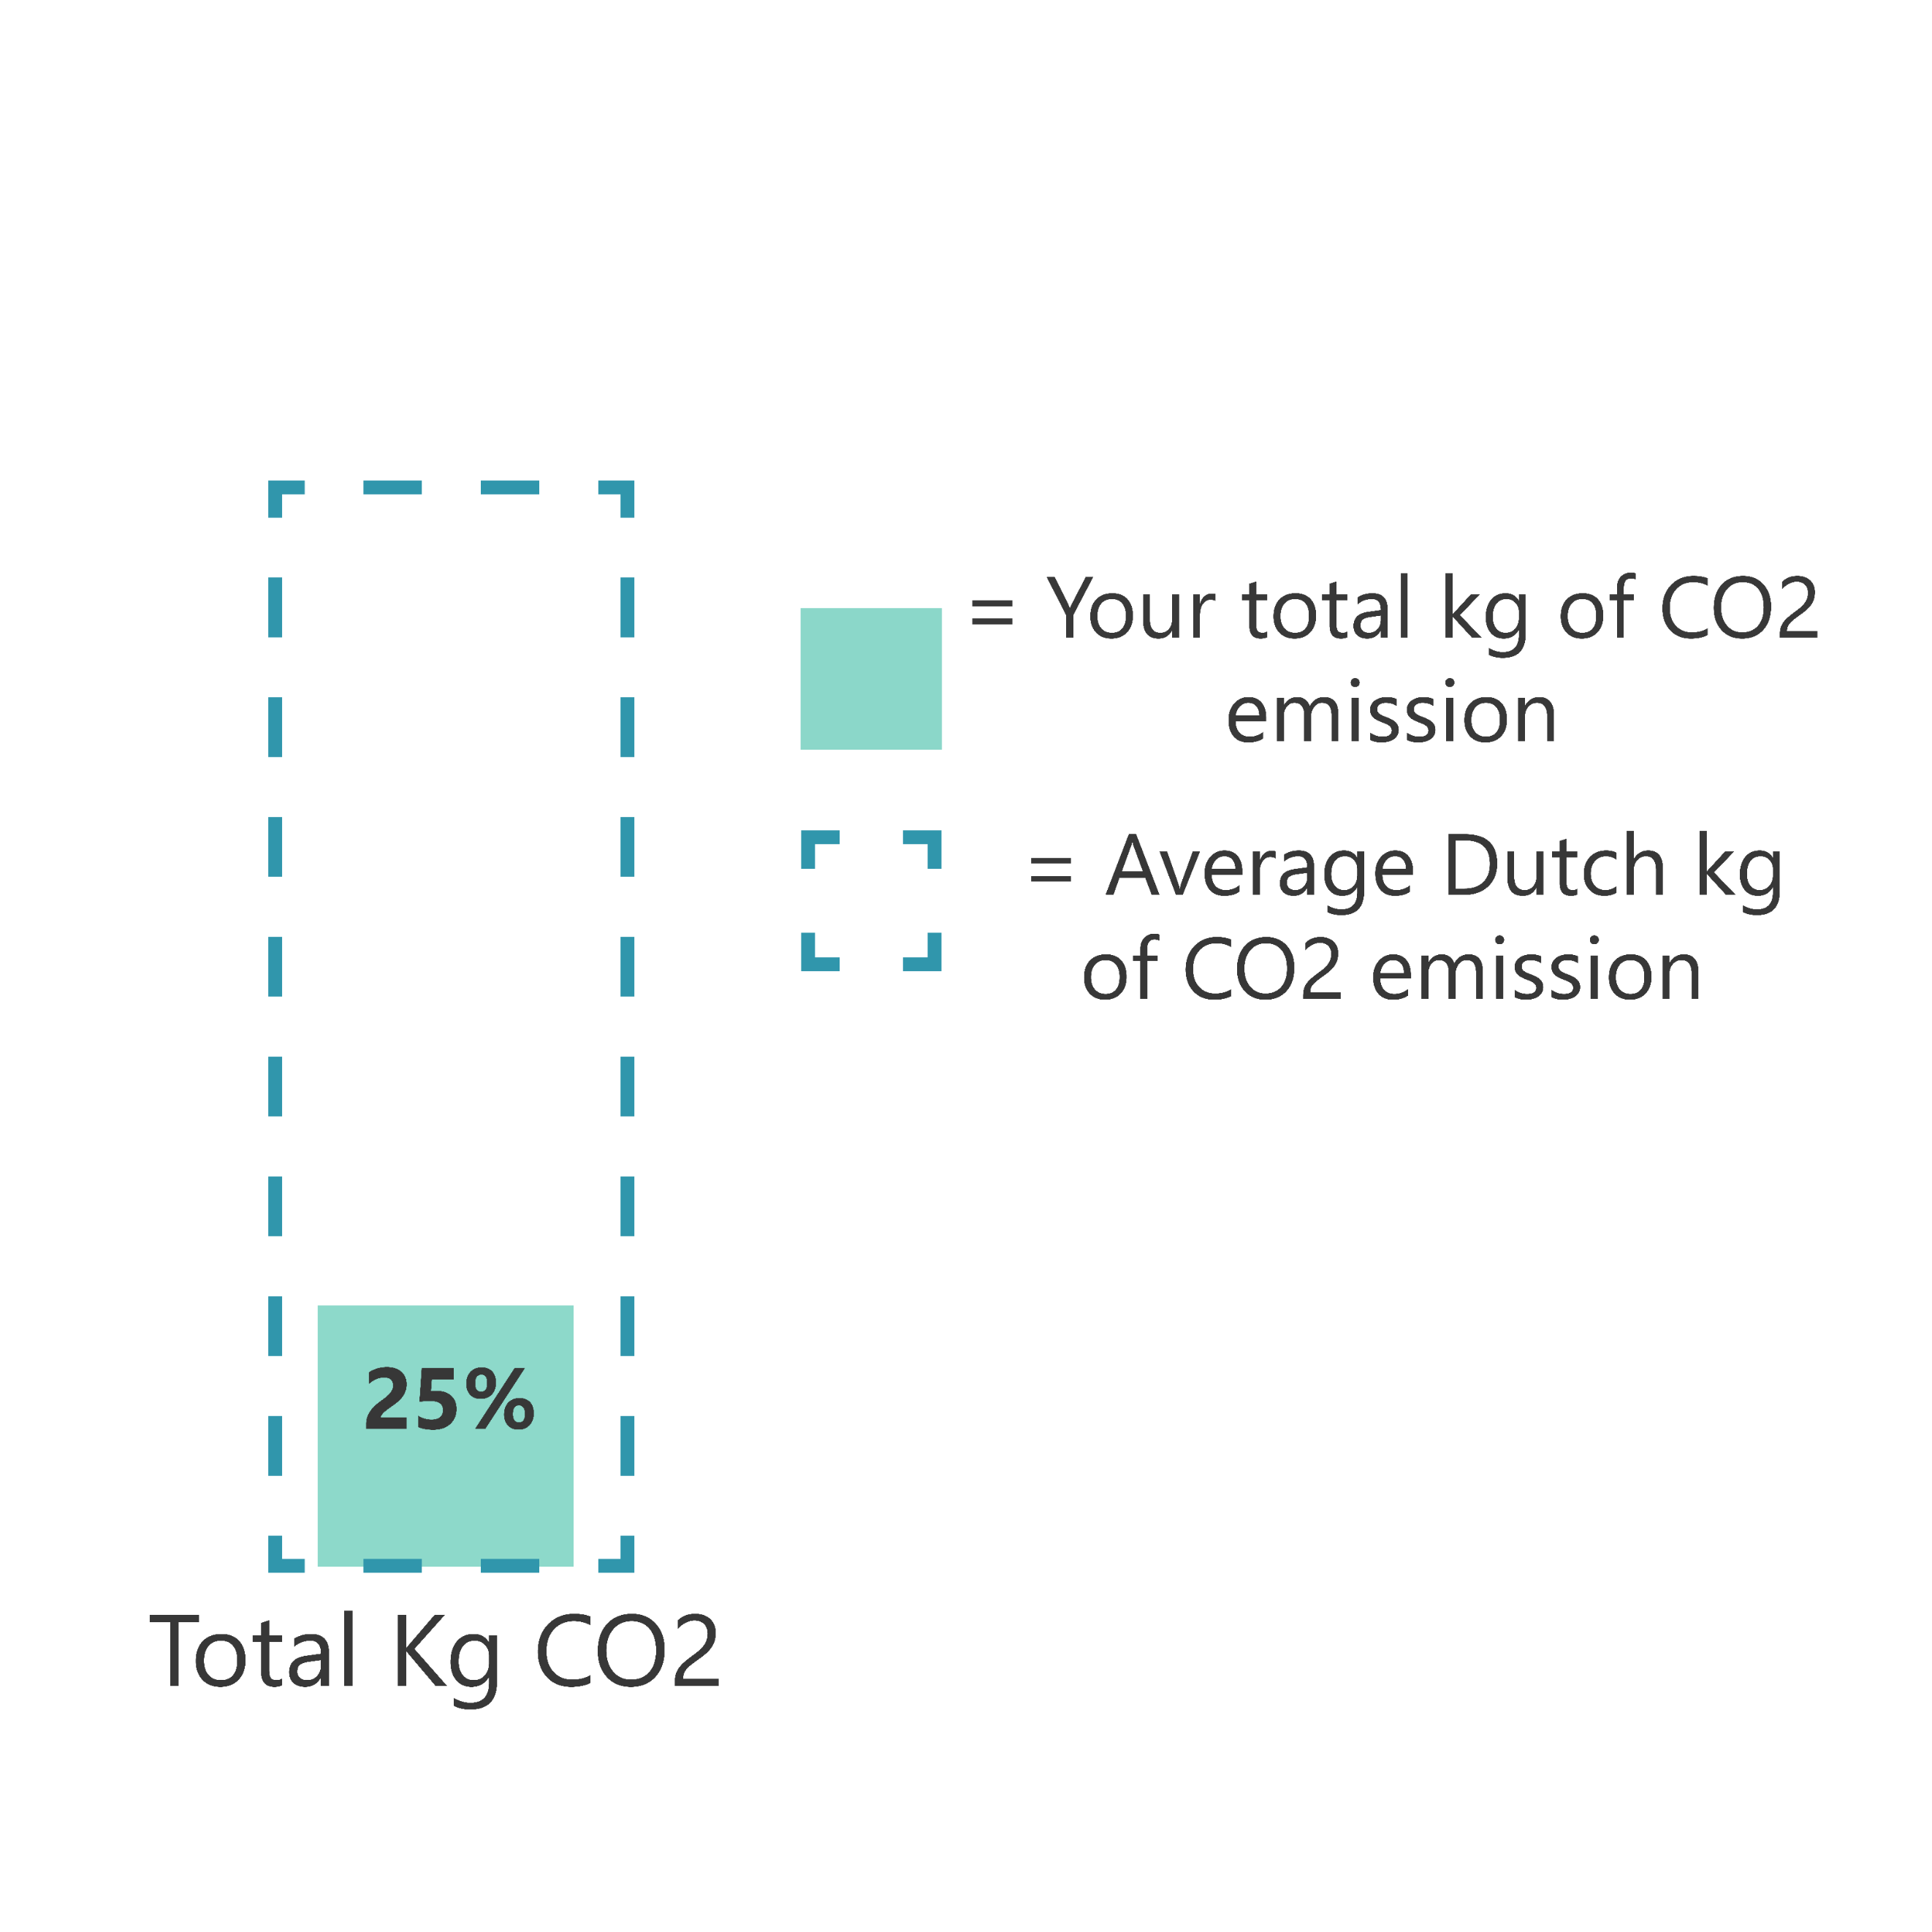 = Your total kg of CO2
emission
= Average Dutch kg
of CO2 emission
25%
Total Kg CO2